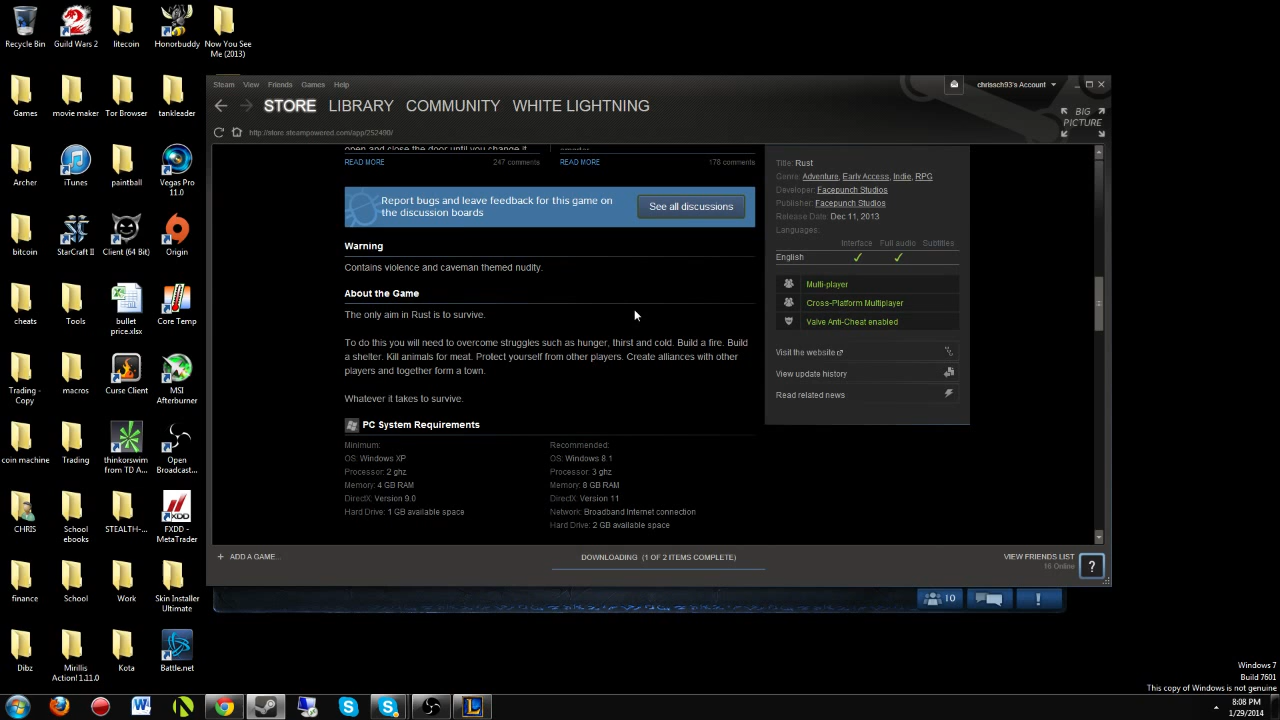 Recycle Bin
Guild Wars 2
litecoin
Honorbuddy
Now You See
Me (2013)
Games
movie maker
Tor Browser
tankleader
Archer
iTunes
paintball
Vegas Pro
11.0
bitcoin
StarCraft II
Client (64 Bit)
Origin
cheats
Tools
bullet
price.xlsx
Core Temp
Trading -
Copy
macros
Curse Client
MSI
Afterburner
coin machine
Trading
thinkorswim
from TD A...
Open
Broadcast...
CHRIS
School
ebooks
STEALTH-...
FXDD -
MetaTrader
finance
School
Work
Skin Installer
Ultimate
Dibz
Mirillis
Action! 1.11.0
Kota
Battle.net
Steam View Friends Games Help
chrissch93's Account
STORE LIBRARY COMMUNITY WHITE LIGHTNING
BIG
PICTURE
http://store.steampowered.com/app/252490/
open and close the door until you change it
READ MORE 247 comments
READ MORE 178 comments
Report bugs and leave feedback for this game on
the discussion boards
See all discussions
Warning
Contains violence and caveman themed nudity.
About the Game
The only aim in Rust is to survive.
To do this you will need to overcome struggles such as hunger, thirst and cold. Build a fire. Build
a shelter. Kill animals for meat. Protect yourself from other players. Create alliances with other
players and together form a town.
Whatever it takes to survive.
PC System Requirements
Minimum:
OS: Windows XP
Processor: 2 ghz
Memory: 4 GB RAM
DirectX: Version 9.0
Hard Drive: 1 GB available space
Recommended:
OS: Windows 8.1
Processor: 3 ghz
Memory: 8 GB RAM
DirectX: Version 11
Network: Broadband Internet connection
Hard Drive: 2 GB available space
Title: Rust
Genre: Adventure, Early Access, Indie, RPG
Developer: Facepunch Studios
Publisher: Facepunch Studios
Release Date: Dec 11, 2013
Languages:
Interface Full audio Subtitles
English
Multi-player
Cross-Platform Multiplayer
Valve Anti-Cheat enabled
Visit the website
View update history
Read related news
+ ADD A GAME...
DOWNLOADING (1 OF 2 ITEMS COMPLETE)
VIEW FRIENDS LIST
16 Online
?
10
!
Windows 7
Build 7601
This copy of Windows is not genuine
8:08 PM
1/29/2014